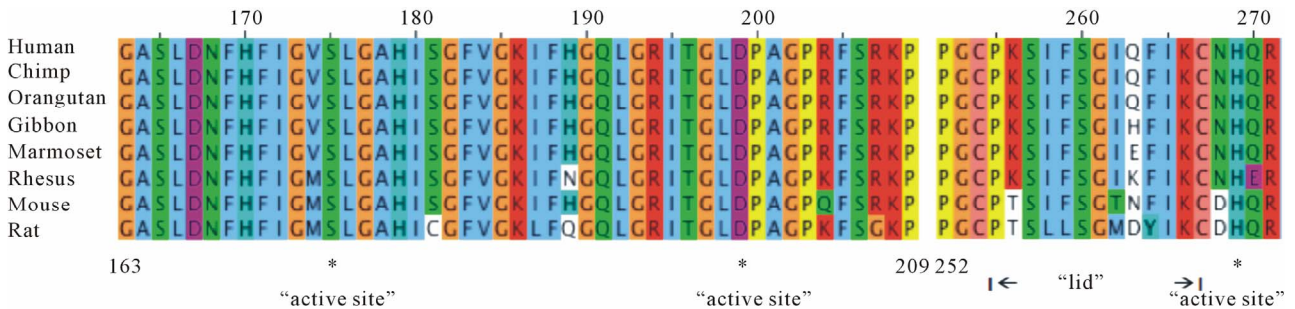 170 180 190 200 260 270
Human GASLDNFHFIGVSLGAHISGFVGKIFHGQLGRITGLDPAGPRFSRKP PGCPKSIFSGIQFIKCNHQR
Chimp GASLDNFHFIGVSLGAHISGFVGKIFHGQLGRITGLDPAGPRFSRKP PGCPKSIFSGIQFIKCNHQR
Orangutan GASLDNFHFIGVSLGAHISGFVGKIFHGQLGRITGLDPAGPRFSRKP PGCPKSIFSGIQFIKCNHQR
Gibbon GASLDNFHFIGVSLGAHISGFVGKIFHGQLGRITGLDPAGPRFSRKP PGCPKSIFSGIHFIKCNHQR
Marmoset GASLDNFHFIGVSLGAHISGFVGKIFHGQLGRITGLDPAGPRFSRKP PGCPKSIFSGIEFIKCNHQR
Rhesus GASLDNFHFIGMSLGAHISGFVGKIFNGQLGRITGLDPAGPKFSRKP PGCPKSIFSGIKFIKCNHER
Mouse GASLDNFHFIGMSLGAHISGFVGKIFHGQLGRITGLDPAGPQFSRKP PGCPTSIFSGTNFIKCDHQR
Rat GASLDNFHFIGMSLGAHICGFVGKLFQGQLGRITGLDPAGPKFSGKP PGCPTSLLSGMDYIKCDHQR
163 * * 209 252 *
← "lid" →
"active site" "active site" "active site"